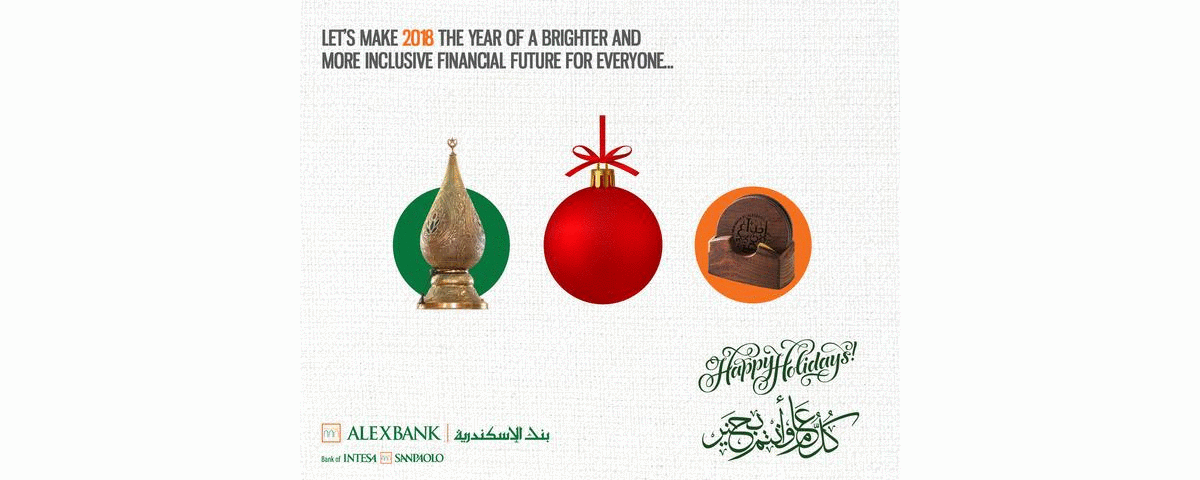 LET'S MAKE 2018 THE YEAR OF A BRIGHTER AND
MORE INCLUSIVE FINANCIAL FUTURE FOR EVERYONE...
Happy Holidays!
كل عام وأنتم بخير
ALEXBANK | بنك الإسكندرية
Bank of INTESA SANPAOLO